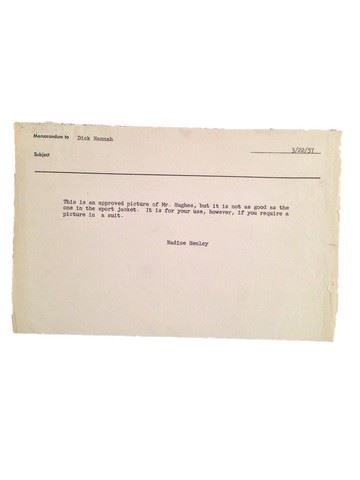 Memorandum to Dick Hannah
3/22/57
Subject
This is an approved picture of Mr. Hughes, but it is not as good as the
one in the sport jacket. It is for your use, however, if you require a
picture in a suit.
Nadine Henley